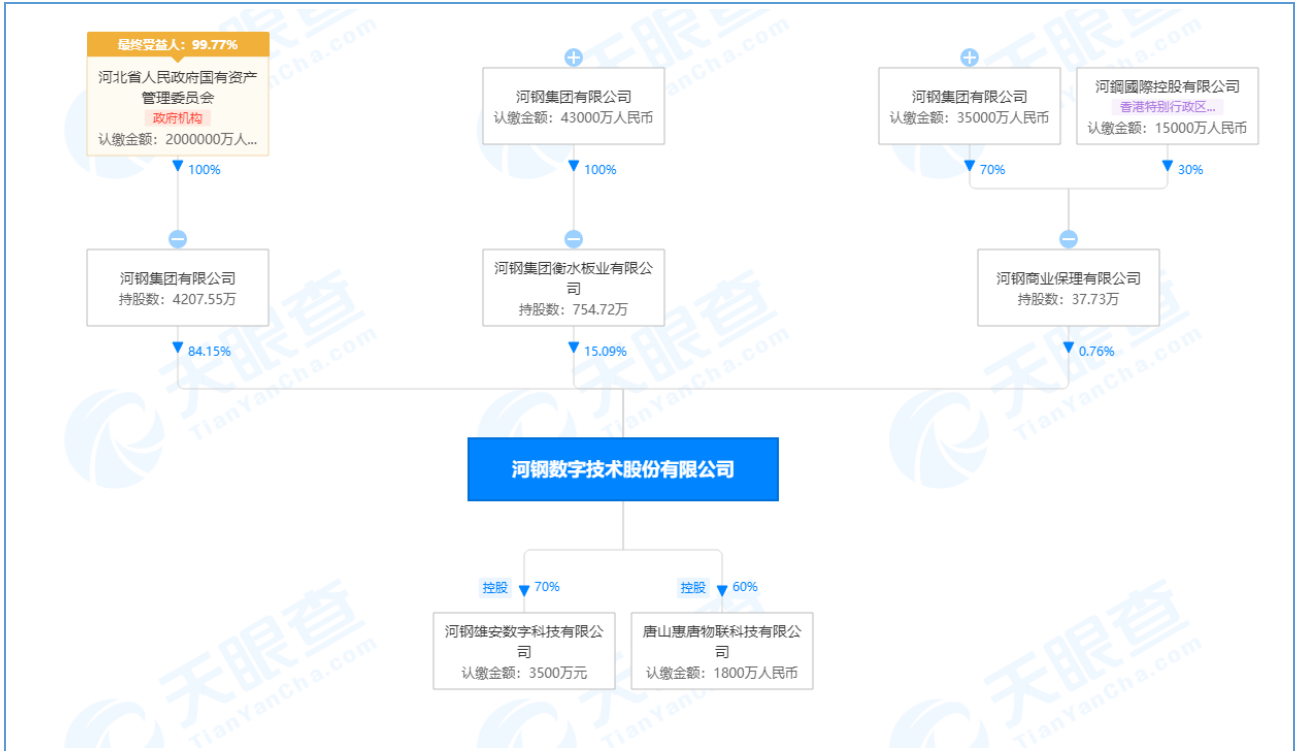 最终受益人：99.77%
河北省人民政府国有资产
管理委员会
政府机构
认缴金额：2000000万人...
100%
河钢集团有限公司
认缴金额：43000万人民币
100%
河钢集团有限公司
认缴金额：35000万人民币
70%
河鋼國際控股有限公司
香港特别行政区...
认缴金额：15000万人民币
30%
河钢集团有限公司
持股数：4207.55万
84.15%
河钢集团衡水板业有限公
司
持股数：754.72万
15.09%
河钢商业保理有限公司
持股数：37.73万
0.76%
河钢数字技术股份有限公司
控股
70%
控股
60%
河钢雄安数字科技有限公
司
认缴金额：3500万元
唐山惠唐物联科技有限公
司
认缴金额：1800万人民币
天眼查
TianYanCha.com